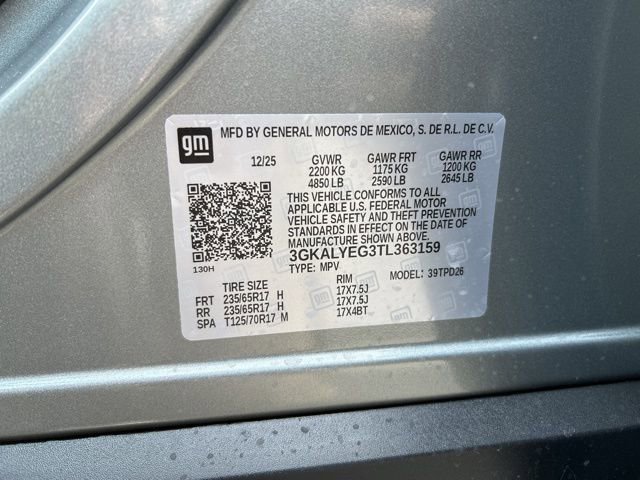 gm MFD BY GENERAL MOTORS DE MEXICO, S. DE R.L. DE C.V.
12/25 GVWR GAWR FRT GAWR RR
2200 KG 1175 KG 1200 KG
4850 LB 2590 LB 2645 LB
THIS VEHICLE CONFORMS TO ALL
APPLICABLE U.S. FEDERAL MOTOR
VEHICLE SAFETY AND THEFT PREVENTION
STANDARDS IN EFFECT ON THE DATE OF
MANUFACTURE SHOWN ABOVE.
3GKALYEG3TL363159
130H TYPE: MPV MODEL: 39TPD26
TIRE SIZE RIM
FRT 235/65R17 H 17X7.5J
RR 235/65R17 H 17X7.5J
SPA T125/70R17 M 17X4BT